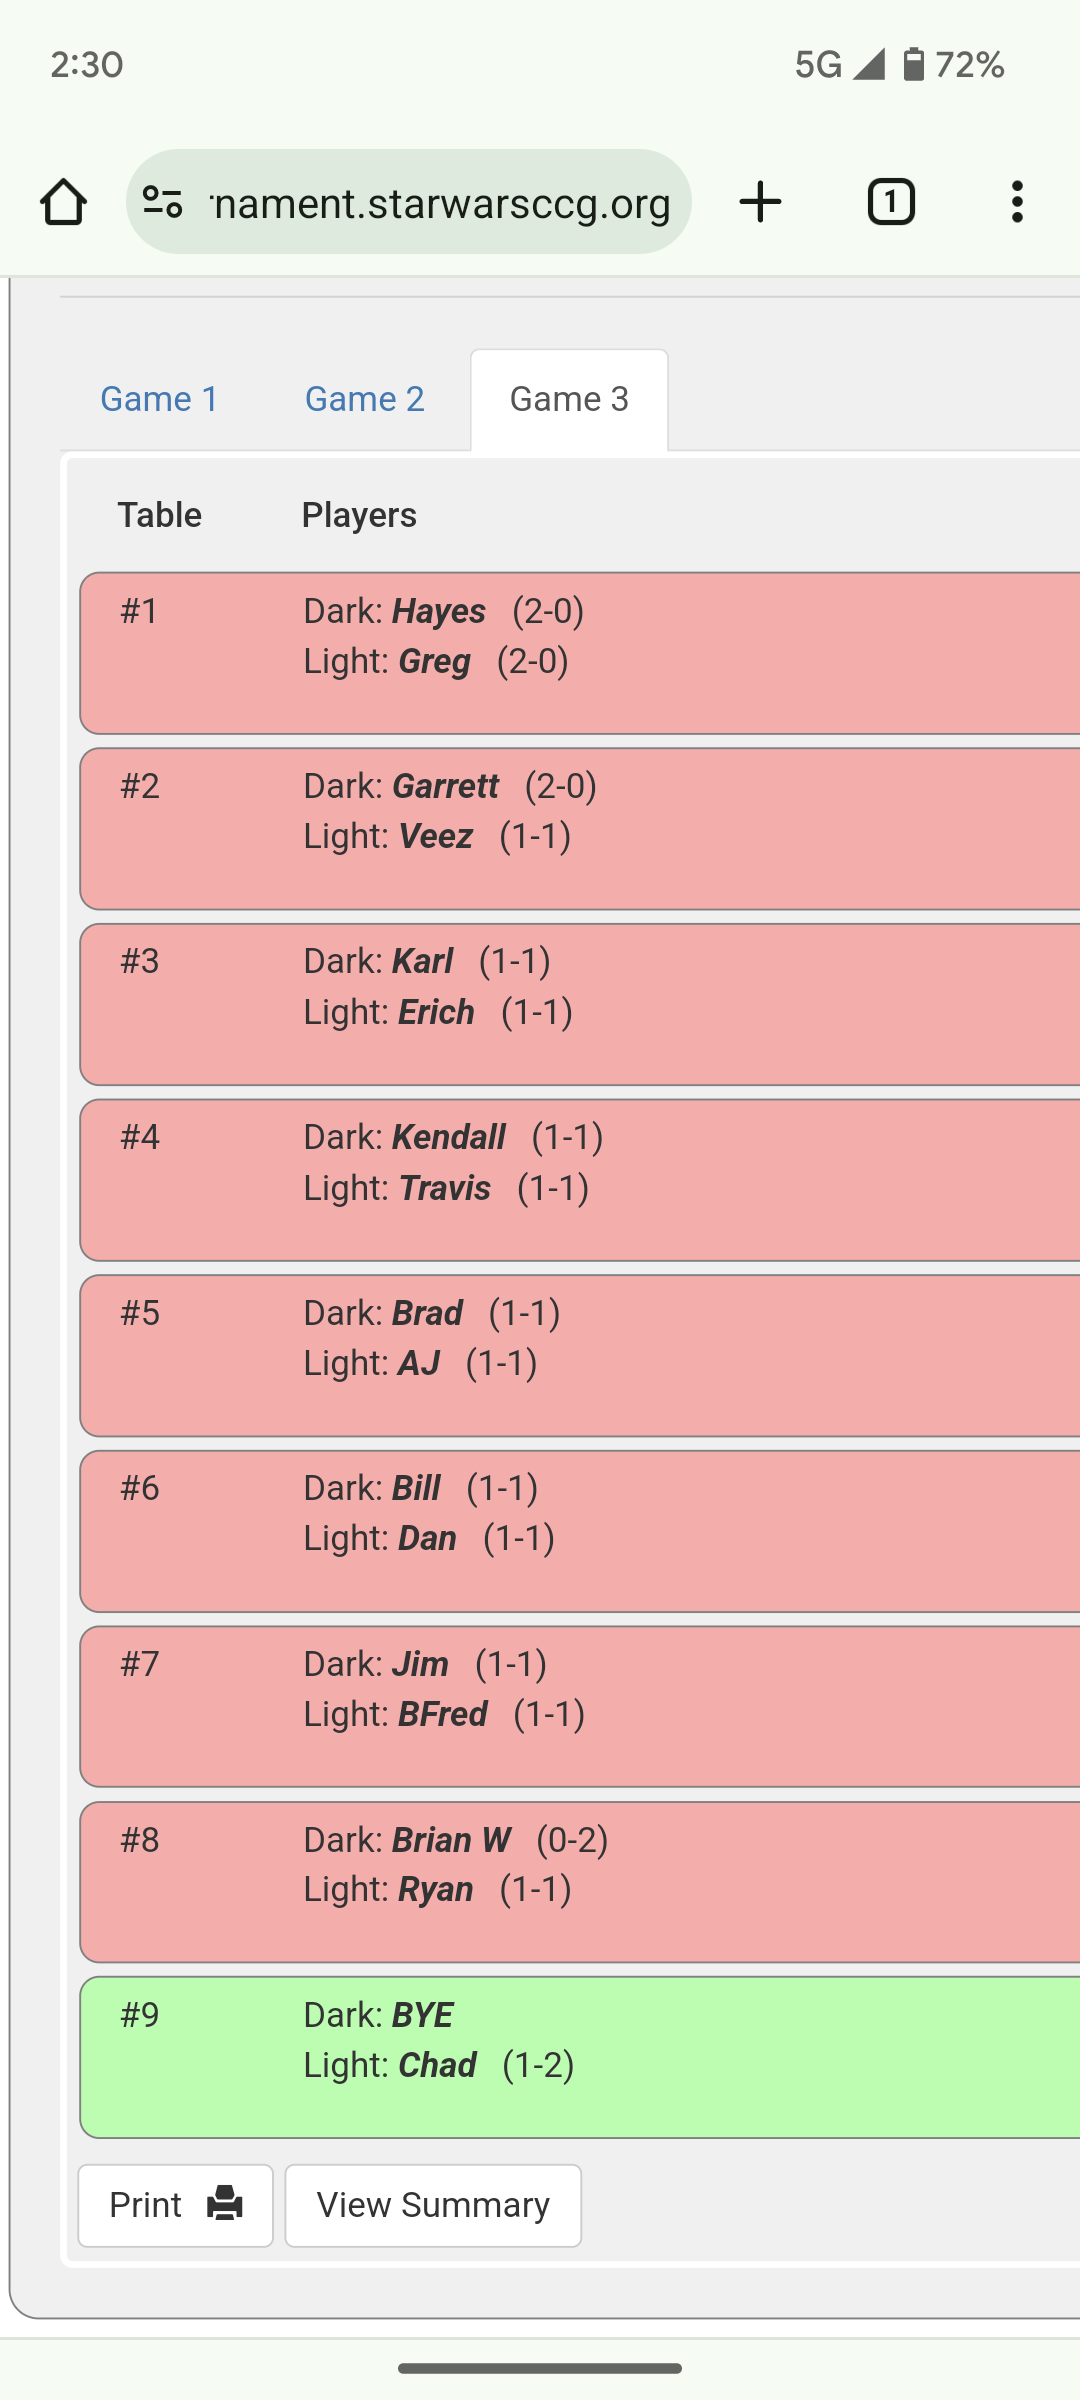 2:30 5G 72%
nament.starwarsccg.org 1
Game 1 Game 2 Game 3
Table Players
#1 Dark: Hayes (2-0)
Light: Greg (2-0)
#2 Dark: Garrett (2-0)
Light: Veez (1-1)
#3 Dark: Karl (1-1)
Light: Erich (1-1)
#4 Dark: Kendall (1-1)
Light: Travis (1-1)
#5 Dark: Brad (1-1)
Light: AJ (1-1)
#6 Dark: Bill (1-1)
Light: Dan (1-1)
#7 Dark: Jim (1-1)
Light: BFred (1-1)
#8 Dark: Brian W (0-2)
Light: Ryan (1-1)
#9 Dark: BYE
Light: Chad (1-2)
Print View Summary